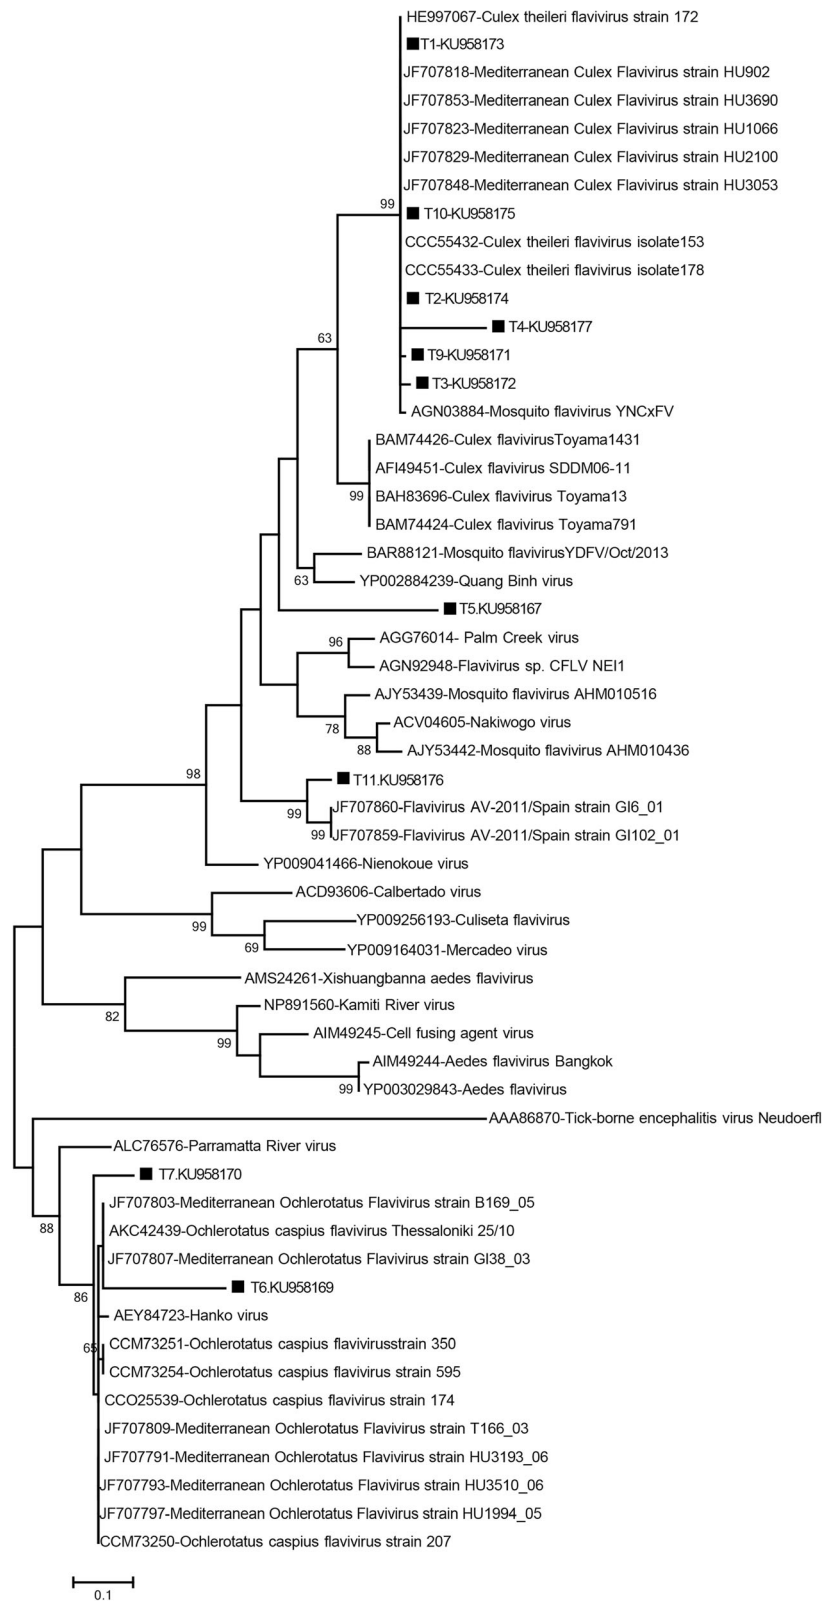 HE997067-Culex theileri flavivirus strain 172
T1-KU958173
JF707818-Mediterranean Culex Flavivirus strain HU902
JF707853-Mediterranean Culex Flavivirus strain HU3690
JF707823-Mediterranean Culex Flavivirus strain HU1066
JF707829-Mediterranean Culex Flavivirus strain HU2100
JF707848-Mediterranean Culex Flavivirus strain HU3053
99
T10-KU958175
CCC55432-Culex theileri flavivirus isolate153
CCC55433-Culex theileri flavivirus isolate178
T2-KU958174
T4-KU958177
63
T9-KU958171
T3-KU958172
AGN03884-Mosquito flavivirus YNCxFV
BAM74426-Culex flavivirusToyama1431
AFI49451-Culex flavivirus SDDM06-11
99
BAH83696-Culex flavivirus Toyama13
BAM74424-Culex flavivirus Toyama791
BAR88121-Mosquito flavivirusYDFV/Oct/2013
63
YP002884239-Quang Binh virus
T5.KU958167
96
AGG76014- Palm Creek virus
AGN92948-Flavivirus sp. CFLV NEI1
AJY53439-Mosquito flavivirus AHM010516
78
ACV04605-Nakiwogo virus
88
AJY53442-Mosquito flavivirus AHM010436
98
T11.KU958176
99
JF707860-Flavivirus AV-2011/Spain strain GI6_01
99
JF707859-Flavivirus AV-2011/Spain strain GI102_01
YP009041466-Nienokoue virus
ACD93606-Calbertado virus
99
YP009256193-Culiseta flavivirus
69
YP009164031-Mercadeo virus
AMS24261-Xishuangbanna aedes flavivirus
82
NP891560-Kamiti River virus
99
AIM49245-Cell fusing agent virus
AIM49244-Aedes flavivirus Bangkok
99
YP003029843-Aedes flavivirus
AAA86870-Tick-borne encephalitis virus Neudoerfl
ALC76576-Parramatta River virus
T7.KU958170
JF707803-Mediterranean Ochlerotatus Flavivirus strain B169_05
88
AKC42439-Ochlerotatus caspius flavivirus Thessaloniki 25/10
JF707807-Mediterranean Ochlerotatus Flavivirus strain GI38_03
86
T6.KU958169
AEY84723-Hanko virus
65
CCM73251-Ochlerotatus caspius flavivirusstrain 350
CCM73254-Ochlerotatus caspius flavivirus strain 595
CCO25539-Ochlerotatus caspius flavivirus strain 174
JF707809-Mediterranean Ochlerotatus Flavivirus strain T166_03
JF707791-Mediterranean Ochlerotatus Flavivirus strain HU3193_06
JF707793-Mediterranean Ochlerotatus Flavivirus strain HU3510_06
JF707797-Mediterranean Ochlerotatus Flavivirus strain HU1994_05
CCM73250-Ochlerotatus caspius flavivirus strain 207
0.1